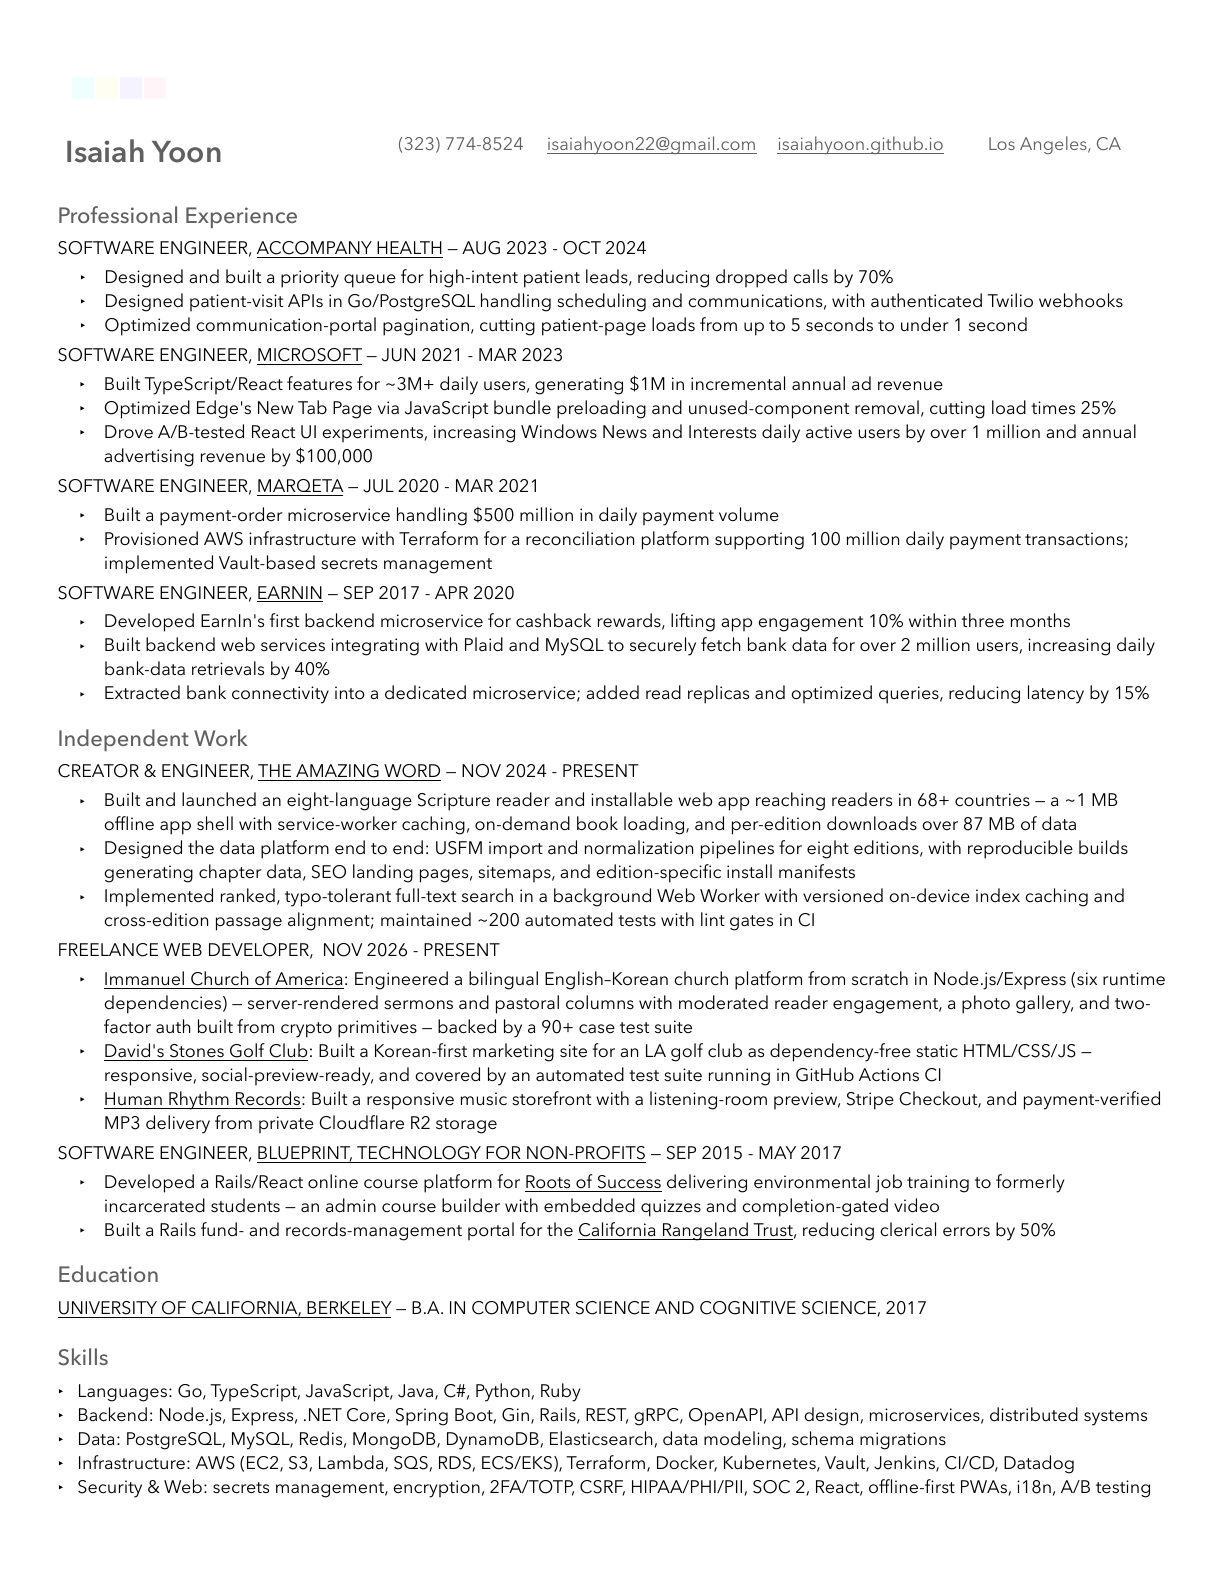 Isaiah Yoon
(323) 774-8524 isaiahyoon22@gmail.com isaiahyoon.github.io Los Angeles, CA
Professional Experience
SOFTWARE ENGINEER, ACCOMPANY HEALTH — AUG 2023 - OCT 2024
‣ Designed and built a priority queue for high-intent patient leads, reducing dropped calls by 70%
‣ Designed patient-visit APIs in Go/PostgreSQL handling scheduling and communications, with authenticated Twilio webhooks
‣ Optimized communication-portal pagination, cutting patient-page loads from up to 5 seconds to under 1 second
SOFTWARE ENGINEER, MICROSOFT — JUN 2021 - MAR 2023
‣ Built TypeScript/React features for ~3M+ daily users, generating $1M in incremental annual ad revenue
‣ Optimized Edge's New Tab Page via JavaScript bundle preloading and unused-component removal, cutting load times 25%
‣ Drove A/B-tested React UI experiments, increasing Windows News and Interests daily active users by over 1 million and annual
advertising revenue by $100,000
SOFTWARE ENGINEER, MARQETA — JUL 2020 - MAR 2021
‣ Built a payment-order microservice handling $500 million in daily payment volume
‣ Provisioned AWS infrastructure with Terraform for a reconciliation platform supporting 100 million daily payment transactions;
implemented Vault-based secrets management
SOFTWARE ENGINEER, EARNIN — SEP 2017 - APR 2020
‣ Developed EarnIn's first backend microservice for cashback rewards, lifting app engagement 10% within three months
‣ Built backend web services integrating with Plaid and MySQL to securely fetch bank data for over 2 million users, increasing daily
bank-data retrievals by 40%
‣ Extracted bank connectivity into a dedicated microservice; added read replicas and optimized queries, reducing latency by 15%
Independent Work
CREATOR & ENGINEER, THE AMAZING WORD — NOV 2024 - PRESENT
‣ Built and launched an eight-language Scripture reader and installable web app reaching readers in 68+ countries — a ~1 MB
offline app shell with service-worker caching, on-demand book loading, and per-edition downloads over 87 MB of data
‣ Designed the data platform end to end: USFM import and normalization pipelines for eight editions, with reproducible builds
generating chapter data, SEO landing pages, sitemaps, and edition-specific install manifests
‣ Implemented ranked, typo-tolerant full-text search in a background Web Worker with versioned on-device index caching and
cross-edition passage alignment; maintained ~200 automated tests with lint gates in CI
FREELANCE WEB DEVELOPER, NOV 2026 - PRESENT
‣ Immanuel Church of America: Engineered a bilingual English–Korean church platform from scratch in Node.js/Express (six runtime
dependencies) — server-rendered sermons and pastoral columns with moderated reader engagement, a photo gallery, and two-
factor auth built from crypto primitives — backed by a 90+ case test suite
‣ David's Stones Golf Club: Built a Korean-first marketing site for an LA golf club as dependency-free static HTML/CSS/JS —
responsive, social-preview-ready, and covered by an automated test suite running in GitHub Actions CI
‣ Human Rhythm Records: Built a responsive music storefront with a listening-room preview, Stripe Checkout, and payment-verified
MP3 delivery from private Cloudflare R2 storage
SOFTWARE ENGINEER, BLUEPRINT, TECHNOLOGY FOR NON-PROFITS — SEP 2015 - MAY 2017
‣ Developed a Rails/React online course platform for Roots of Success delivering environmental job training to formerly
incarcerated students — an admin course builder with embedded quizzes and completion-gated video
‣ Built a Rails fund- and records-management portal for the California Rangeland Trust, reducing clerical errors by 50%
Education
UNIVERSITY OF CALIFORNIA, BERKELEY — B.A. IN COMPUTER SCIENCE AND COGNITIVE SCIENCE, 2017
Skills
‣ Languages: Go, TypeScript, JavaScript, Java, C#, Python, Ruby
‣ Backend: Node.js, Express, .NET Core, Spring Boot, Gin, Rails, REST, gRPC, OpenAPI, API design, microservices, distributed systems
‣ Data: PostgreSQL, MySQL, Redis, MongoDB, DynamoDB, Elasticsearch, data modeling, schema migrations
‣ Infrastructure: AWS (EC2, S3, Lambda, SQS, RDS, ECS/EKS), Terraform, Docker, Kubernetes, Vault, Jenkins, CI/CD, Datadog
‣ Security & Web: secrets management, encryption, 2FA/TOTP, CSRF, HIPAA/PHI/PII, SOC 2, React, offline-first PWAs, i18n, A/B testing